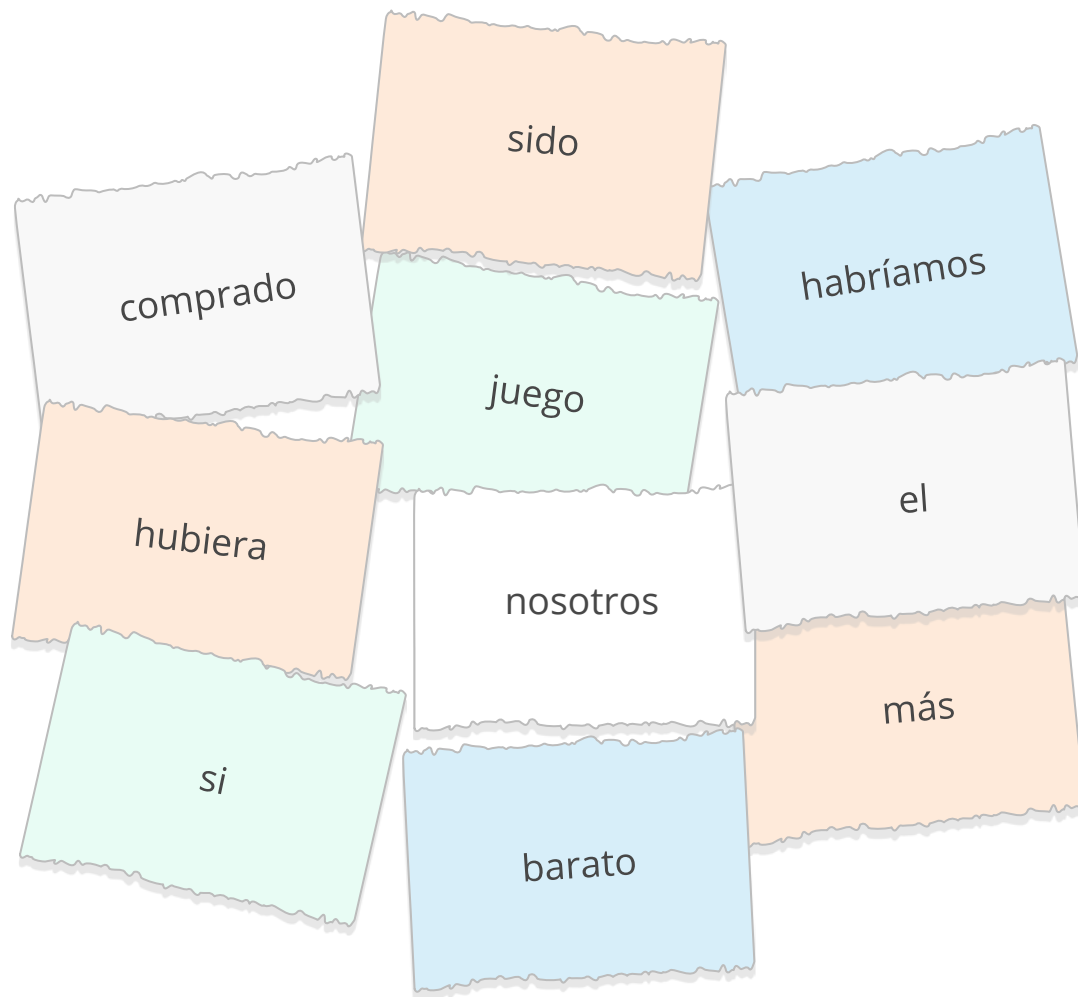 sido
habríamos
comprado
juego
el
hubiera
nosotros
más
si
barato